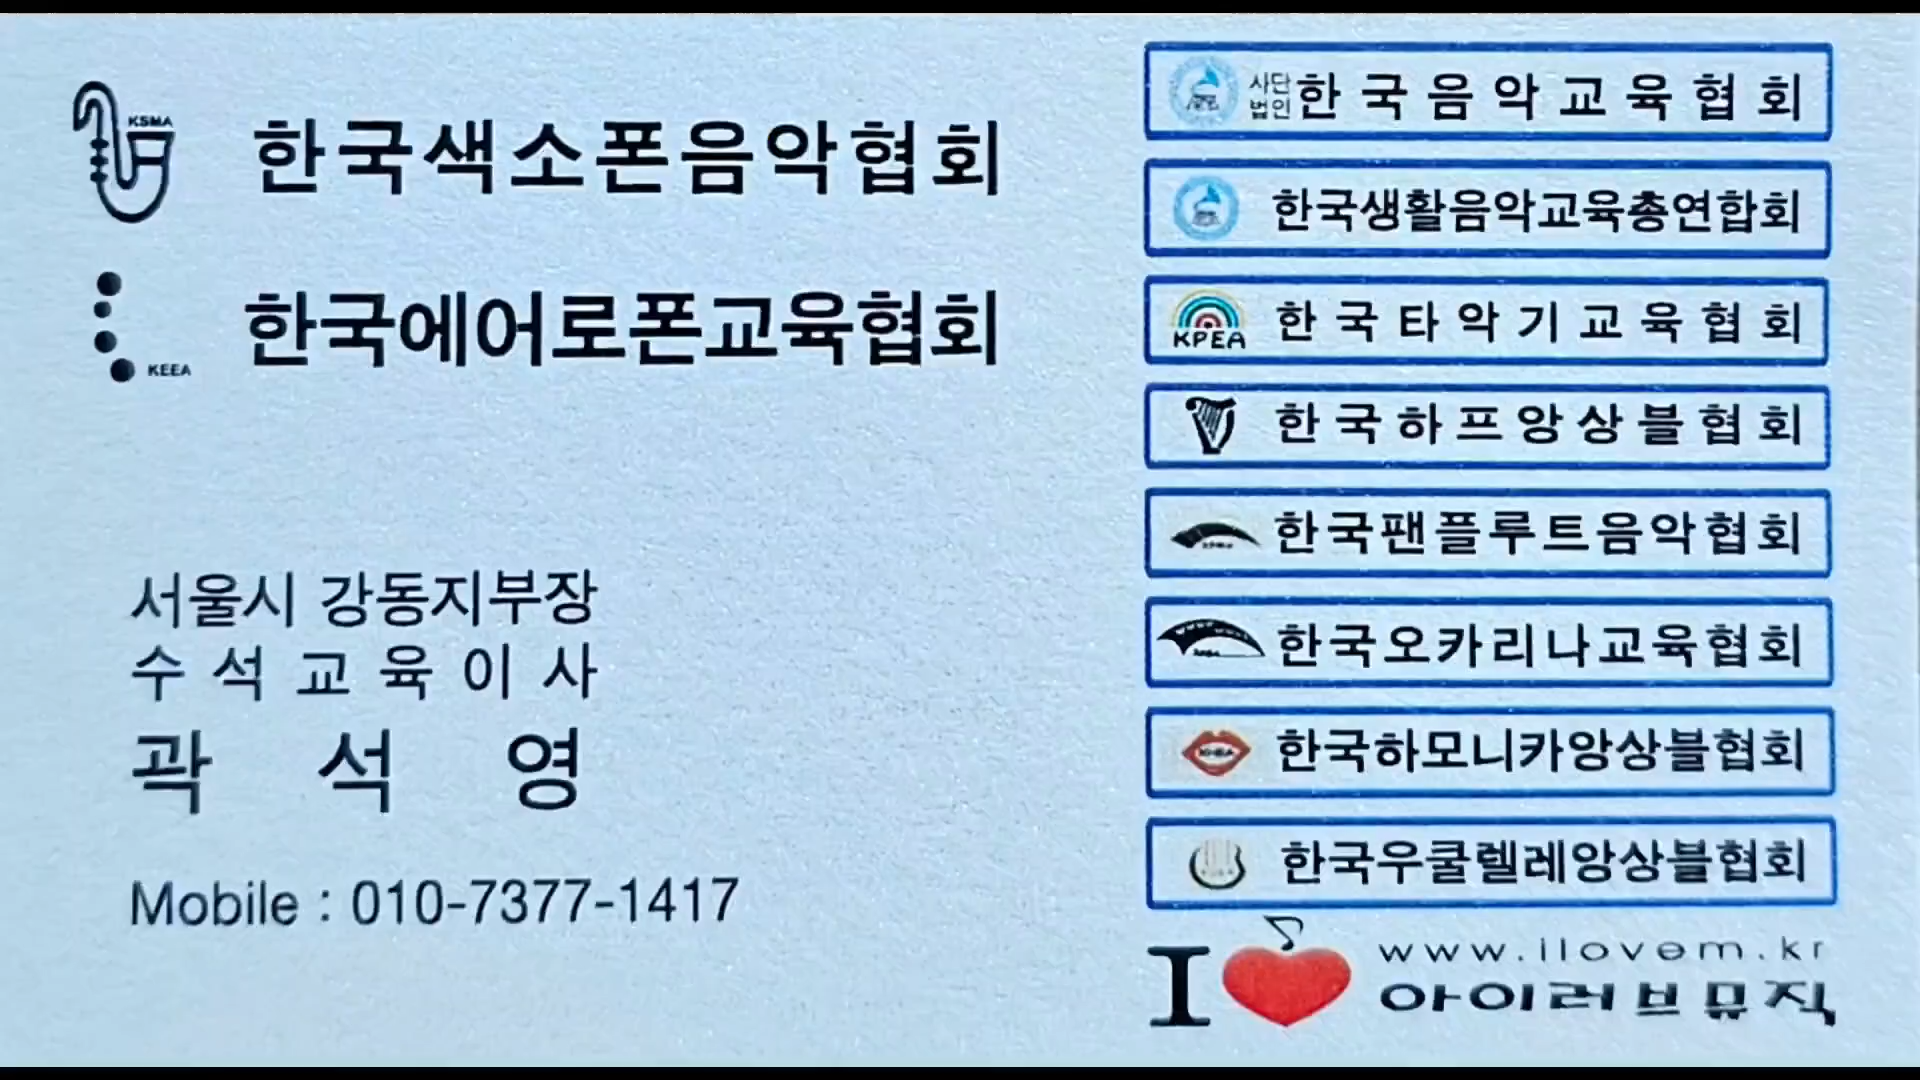 KSMA
한국색소폰음악협회
KEEA
한국에어로폰교육협회
서울시 강동지부장
수석교육이사
곽석영
Mobile : 010-7377-1417
사단법인 한국음악교육협회
한국생활음악교육총연합회
KPEA
한국타악기교육협회
한국하프앙상블협회
한국팬플루트음악협회
한국오카리나교육협회
한국하모니카앙상블협회
한국우쿨렐레앙상블협회
I
www.ilovem.kr
아이러브뮤직